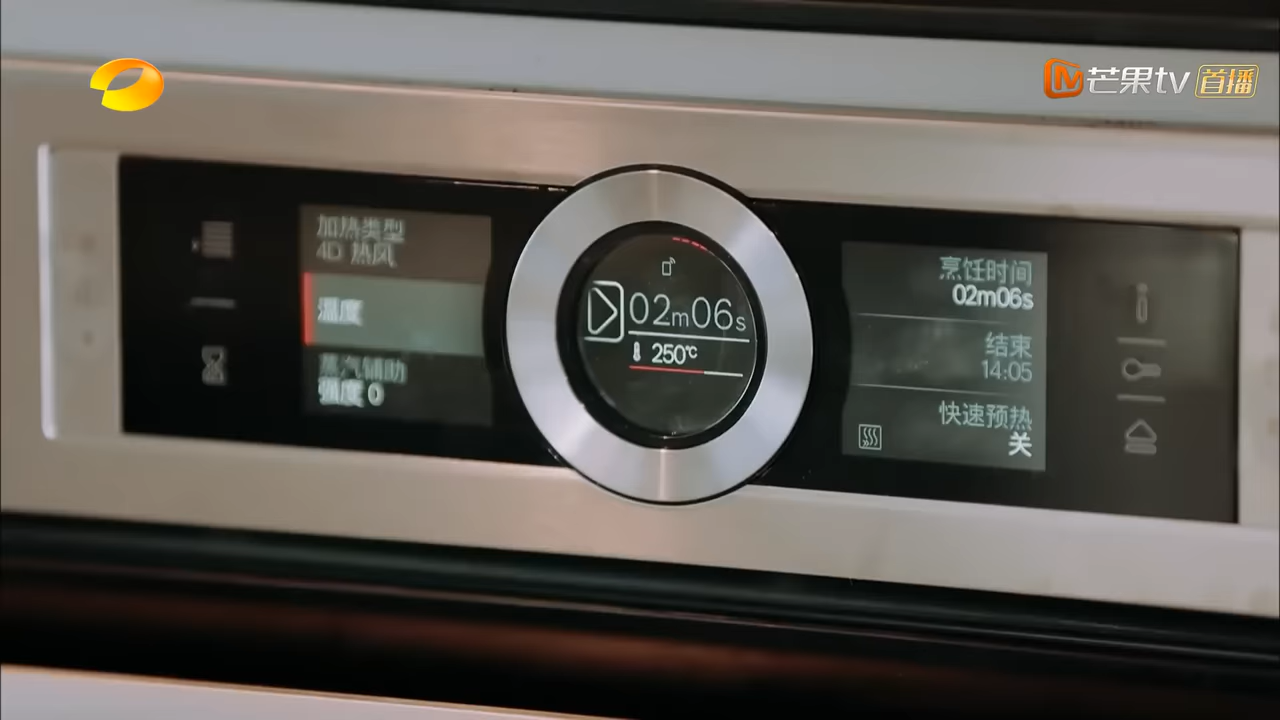 芒果tv 首播
加热类型
4D 热风
温度
蒸汽辅助
强度 0
02m06s
250℃
烹饪时间
02m06s
结束
14:05
快速预热
关